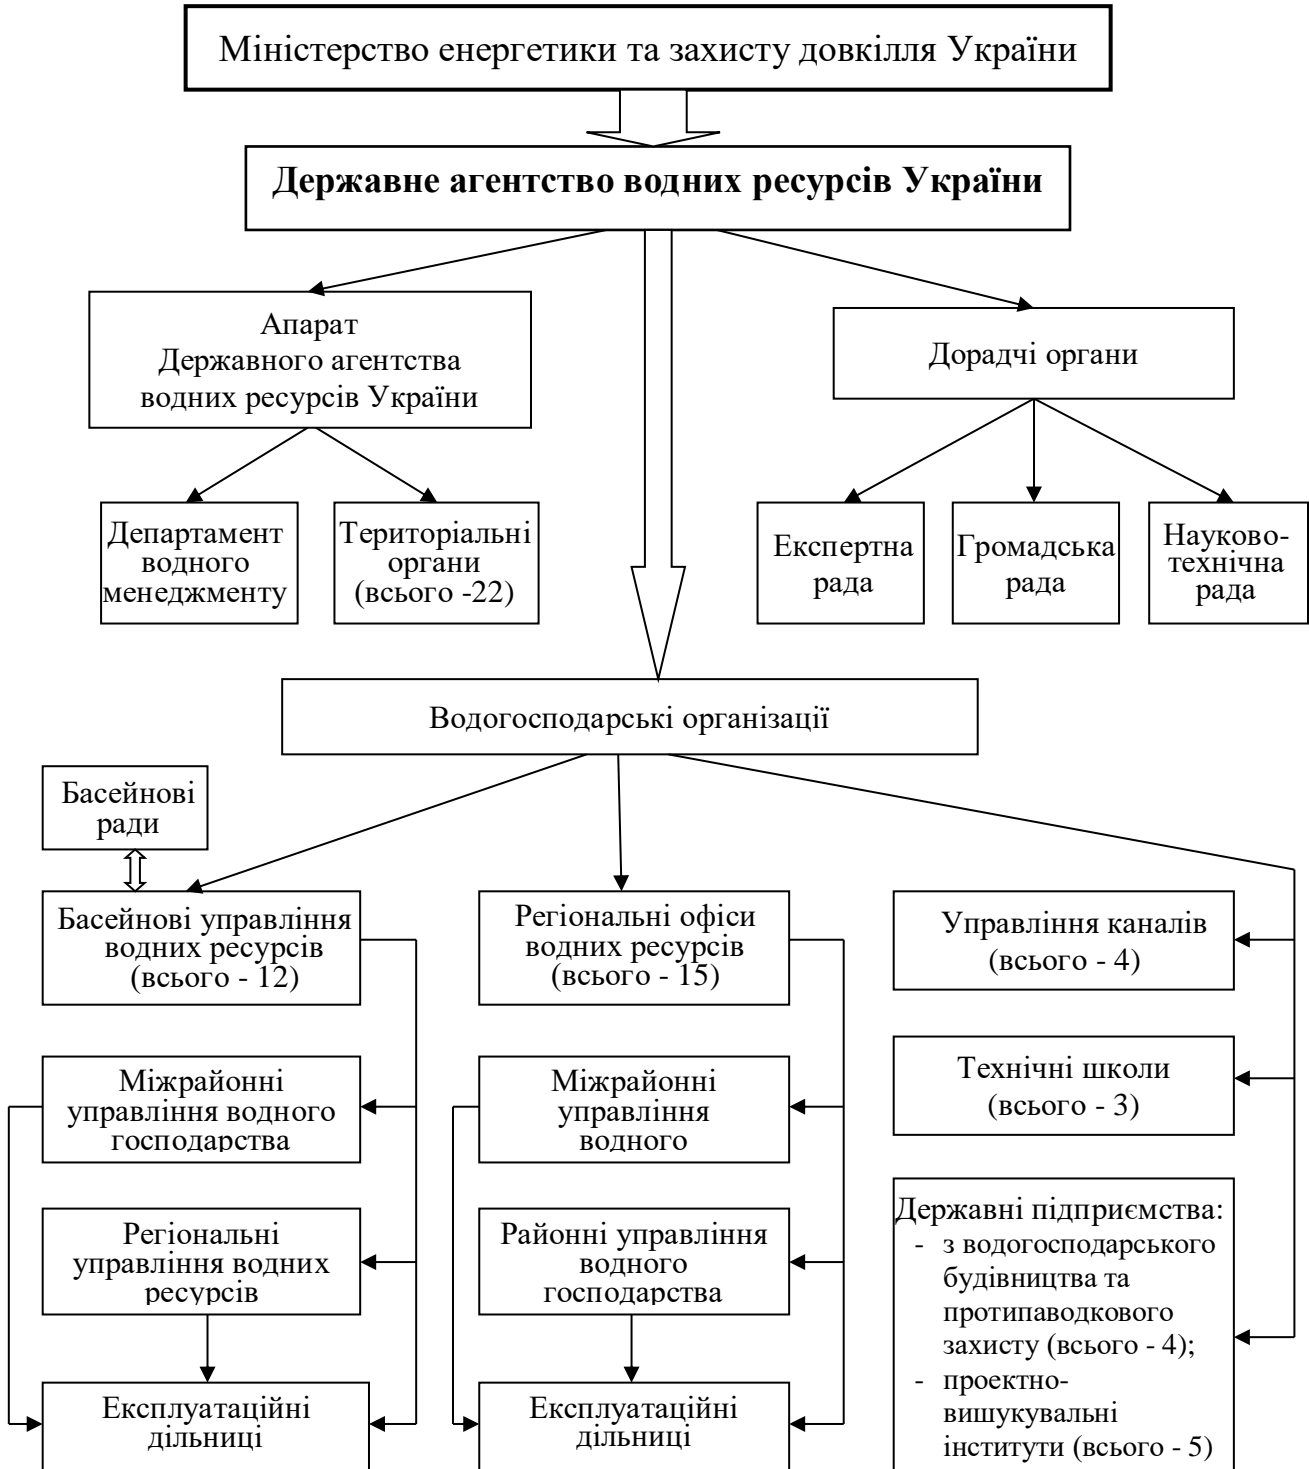 Міністерство енергетики та захисту довкілля України
Державне агентство водних ресурсів України
Апарат
Державного агентства
водних ресурсів України
Дорадчі органи
Департамент
водного
менеджменту
Територіальні
органи
(всього -22)
Експертна
рада
Громадська
рада
Науково-
технічна
рада
Водогосподарські організації
Басейнові
ради
Басейнові управління
водних ресурсів
(всього - 12)
Регіональні офіси
водних ресурсів
(всього - 15)
Управління каналів
(всього - 4)
Міжрайонні
управління водного
господарства
Міжрайонні
управління
водного
Технічні школи
(всього - 3)
Регіональні
управління водних
ресурсів
Районні управління
водного
господарства
Державні підприємства:
- з водогосподарського
будівництва та
протипаводкового
захисту (всього - 4);
- проектно-
вишукувальні
інститути (всього - 5)
Експлуатаційні
дільниці
Експлуатаційні
дільниці